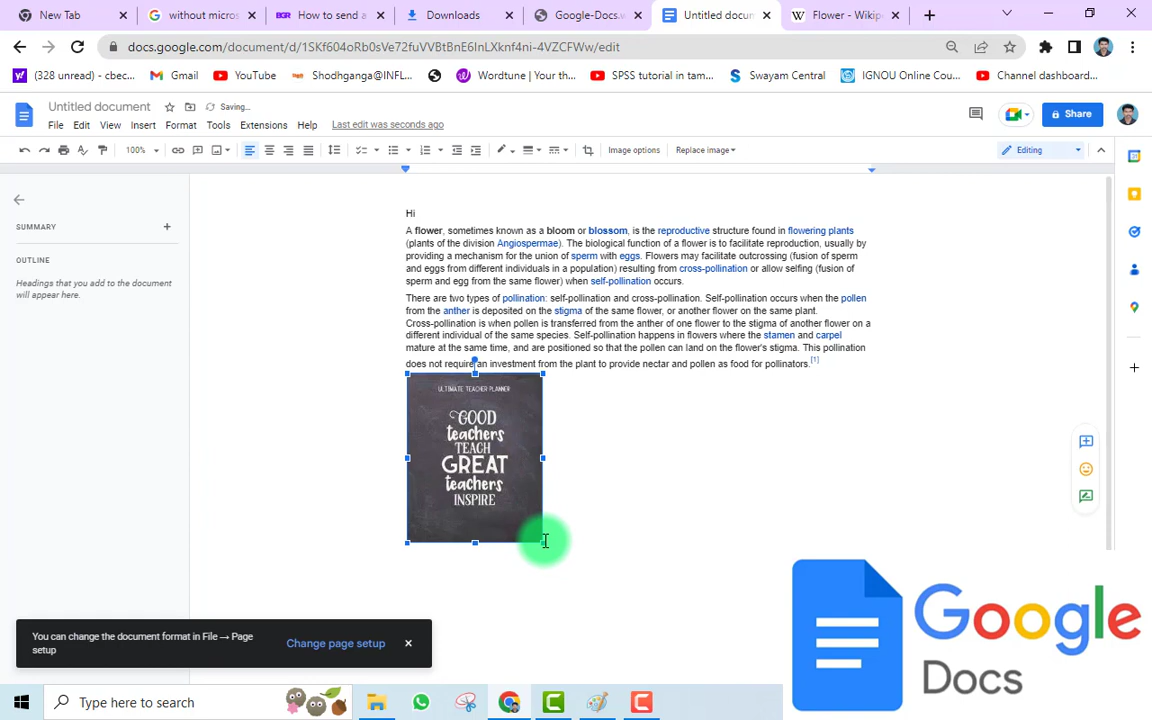 New Tab
without micros
BGR How to send a
Downloads
Google-Docs.w
Untitled docum
W Flower - Wikip
docs.google.com/document/d/1SKf604oRb0sVe72fuVVBtBnE6InLXknf4ni-4VZCFWw/edit
(328 unread) - cbec...
Gmail
YouTube
Shodhganga@INFL...
Wordtune | Your th...
SPSS tutorial in tam...
Swayam Central
IGNOU Online Cou...
Channel dashboard...
Untitled document
Saving...
File Edit View Insert Format Tools Extensions Help Last edit was seconds ago
Share
100%
Image options
Replace image
Editing
SUMMARY
OUTLINE
Headings that you add to the document
will appear here.
Hi
A flower, sometimes known as a bloom or blossom, is the reproductive structure found in flowering plants
(plants of the division Angiospermae). The biological function of a flower is to facilitate reproduction, usually by
providing a mechanism for the union of sperm with eggs. Flowers may facilitate outcrossing (fusion of sperm
and eggs from different individuals in a population) resulting from cross-pollination or allow selfing (fusion of
sperm and egg from the same flower) when self-pollination occurs.
There are two types of pollination: self-pollination and cross-pollination. Self-pollination occurs when the pollen
from the anther is deposited on the stigma of the same flower, or another flower on the same plant.
Cross-pollination is when pollen is transferred from the anther of one flower to the stigma of another flower on a
different individual of the same species. Self-pollination happens in flowers where the stamen and carpel
mature at the same time, and are positioned so that the pollen can land on the flower's stigma. This pollination
does not require an investment from the plant to provide nectar and pollen as food for pollinators.[1]
ULTIMATE TEACHER PLANNER
GOOD
teachers
TEACH
GREAT
teachers
INSPIRE
You can change the document format in File → Page
setup
Change page setup
Google
Docs
Type here to search